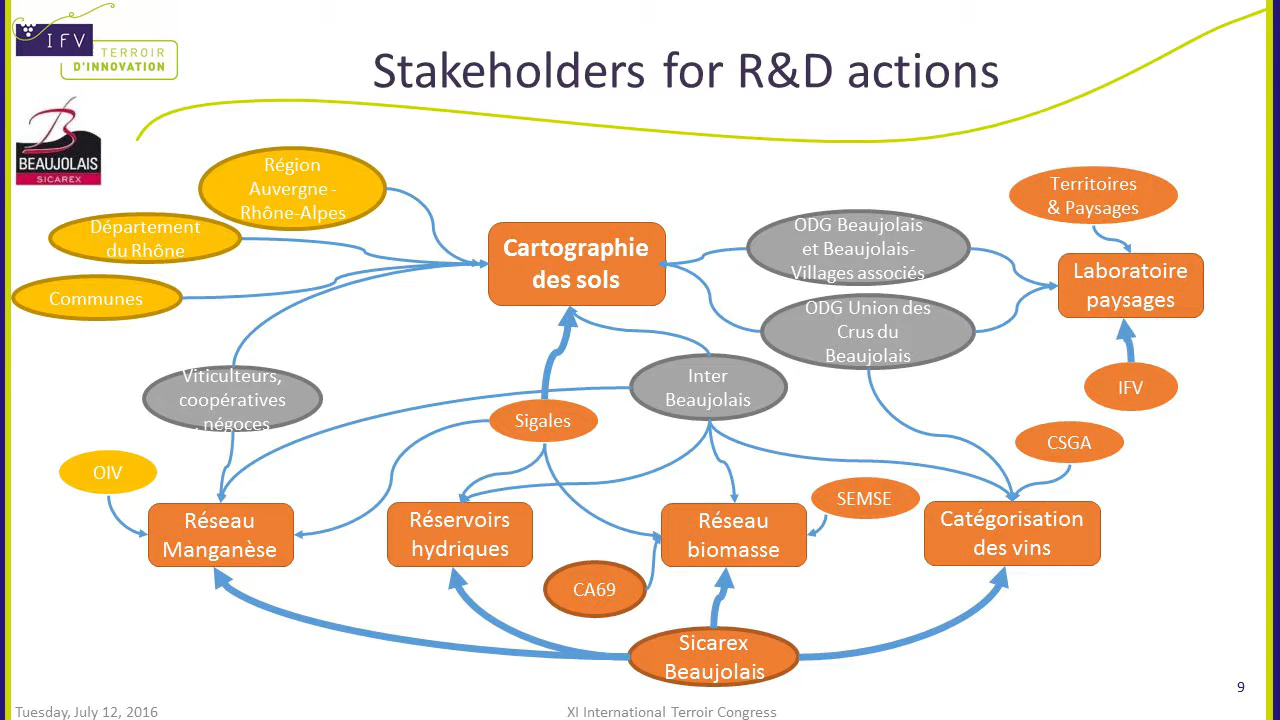 IFV
TERROIR
D'INNOVATION
Stakeholders for R&D actions
BEAUJOLAIS
SICAREX
Région
Auvergne -
Rhône-Alpes
Département
du Rhône
Communes
Cartographie
des sols
ODG Beaujolais
et Beaujolais-
Villages associés
ODG Union des
Crus du
Beaujolais
Territoires
& Paysages
Laboratoire
paysages
IFV
Viticulteurs,
coopératives
, négoces
Sigales
Inter
Beaujolais
CSGA
OIV
SEMSE
Réseau
Manganèse
Réservoirs
hydriques
Réseau
biomasse
Catégorisation
des vins
CA69
Sicarex
Beaujolais
9
Tuesday, July 12, 2016
XI International Terroir Congress